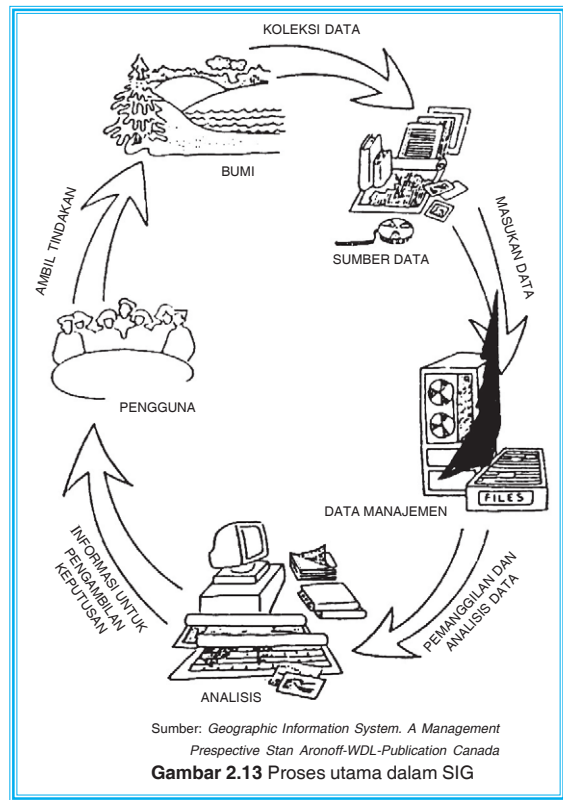 KOLEKSI DATA
BUMI
SUMBER DATA
MASUKAN DATA
FILES
DATA MANAJEMEN
PEMANGGILAN DAN
ANALISIS DATA
ANALISIS
INFORMASI UNTUK
PENGAMBILAN
KEPUTUSAN
PENGGUNA
AMBIL TINDAKAN
Sumber: Geographic Information System. A Management
Prespective Stan Aronoff-WDL-Publication Canada
Gambar 2.13 Proses utama dalam SIG